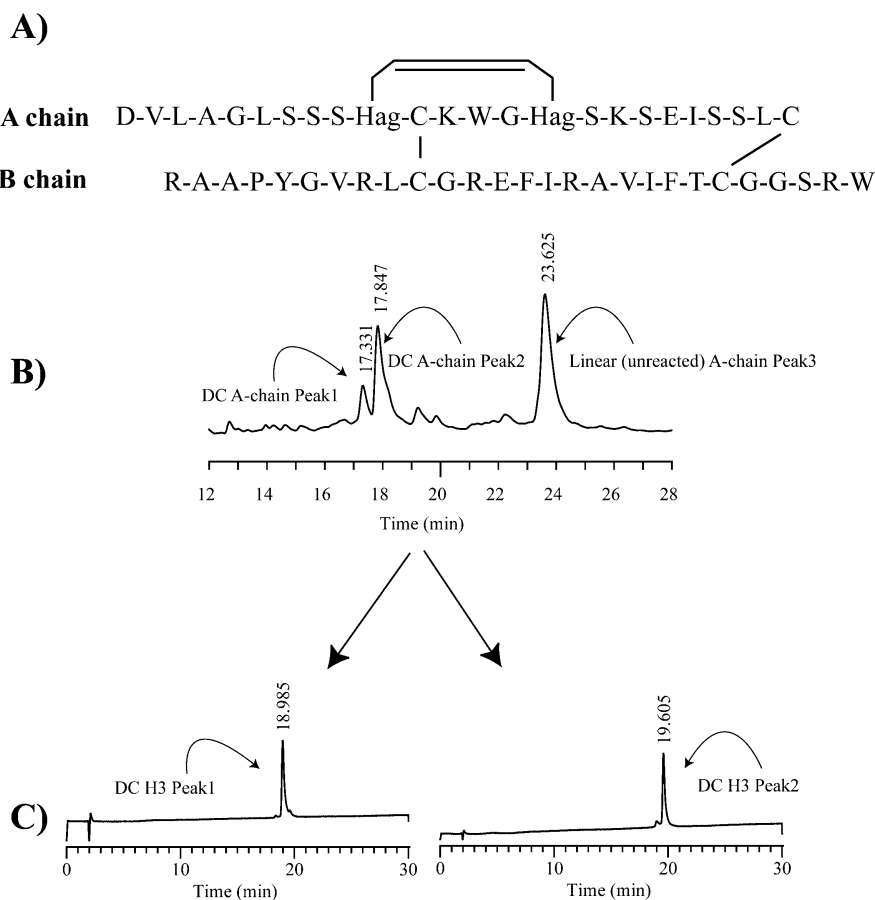 A)
A chain D-V-L-A-G-L-S-S-S-Hag-C-K-W-G-Hag-S-K-S-E-I-S-S-L-C
B chain R-A-A-P-Y-G-V-R-L-C-G-R-E-F-I-R-A-V-I-F-T-C-G-G-S-R-W
B)
17.331
17.847
23.625
DC A-chain Peak1
DC A-chain Peak2
Linear (unreacted) A-chain Peak3
12 14 16 18 20 22 24 26 28
Time (min)
C)
18.985
DC H3 Peak1
0 10 20 30
Time (min)
19.605
DC H3 Peak2
0 10 20 30
Time (min)